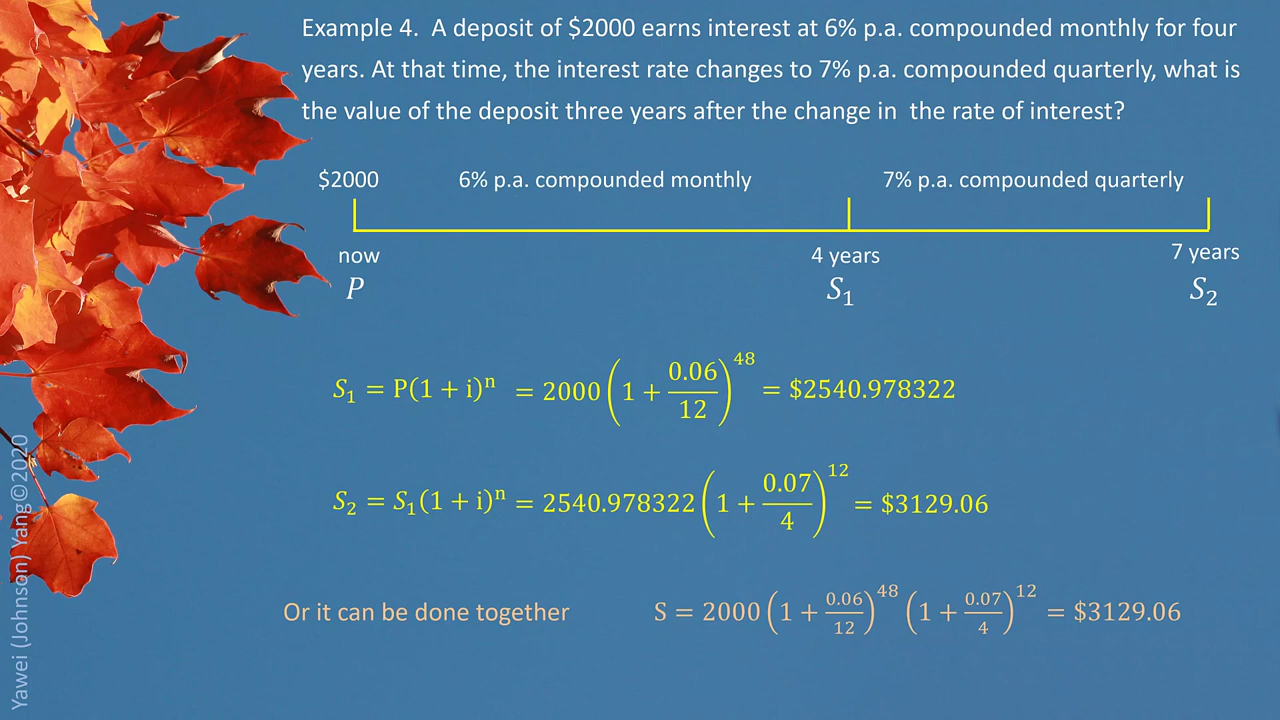 Example 4. A deposit of $2000 earns interest at 6% p.a. compounded monthly for four
years. At that time, the interest rate changes to 7% p.a. compounded quarterly, what is
the value of the deposit three years after the change in the rate of interest?
$2000 6% p.a. compounded monthly 7% p.a. compounded quarterly
now 4 years 7 years
P S₁ S₂
S₁ = P(1 + i)ⁿ = 2000(1 + 0.06/12)⁴⁸ = $2540.978322
S₂ = S₁(1 + i)ⁿ = 2540.978322(1 + 0.07/4)¹² = $3129.06
Or it can be done together S = 2000(1 + 0.06/12)⁴⁸(1 + 0.07/4)¹² = $3129.06
Yawei (Johnson) Yang©2020